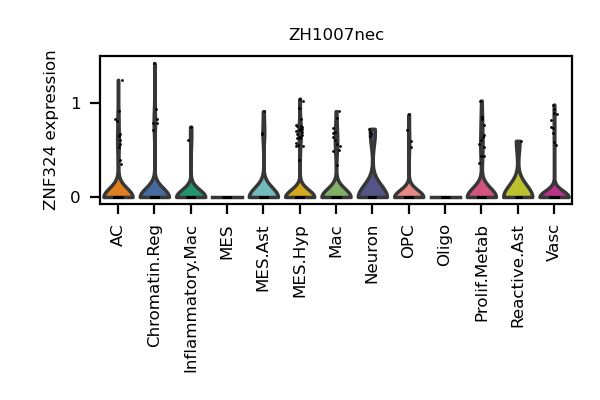 ZH1007nec
ZNF324 expression
1
0
AC
Chromatin.Reg
Inflammatory.Mac
MES
MES.Ast
MES.Hyp
Mac
Neuron
OPC
Oligo
Prolif.Metab
Reactive.Ast
Vasc